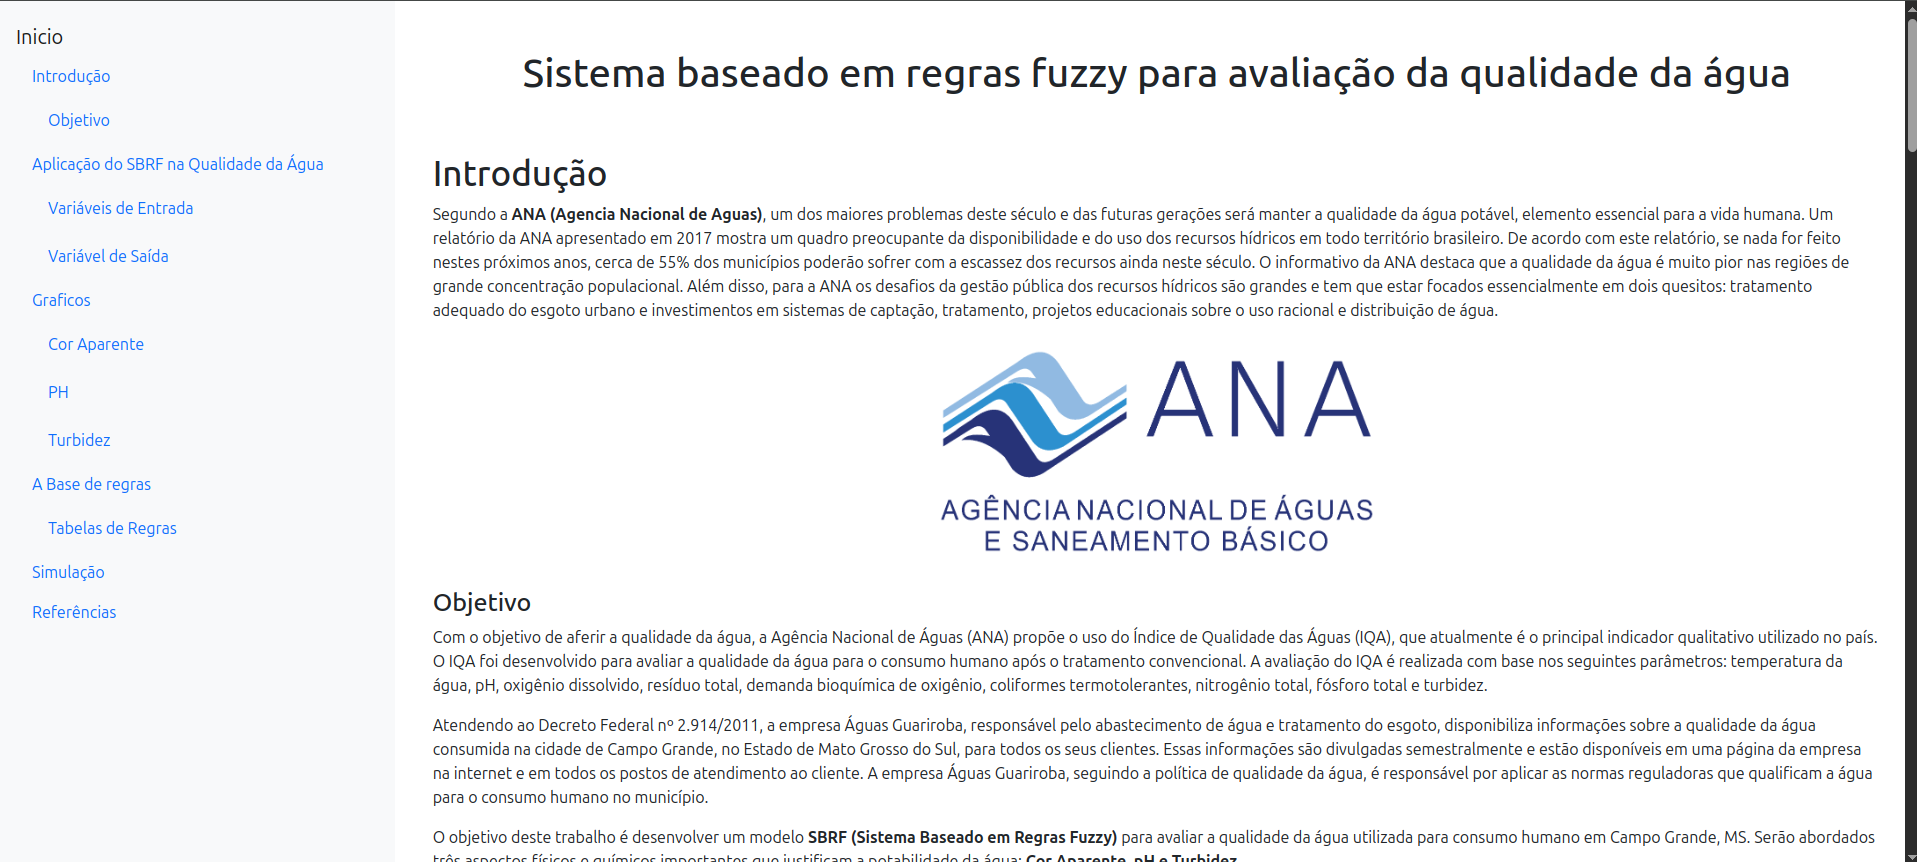 Inicio
Introdução
Objetivo
Aplicação do SBRF na Qualidade da Água
Variáveis de Entrada
Variável de Saída
Graficos
Cor Aparente
PH
Turbidez
A Base de regras
Tabelas de Regras
Simulação
Referências
Sistema baseado em regras fuzzy para avaliação da qualidade da água
Introdução
Segundo a ANA (Agencia Nacional de Aguas), um dos maiores problemas deste século e das futuras gerações será manter a qualidade da água potável, elemento essencial para a vida humana. Um
relatório da ANA apresentado em 2017 mostra um quadro preocupante da disponibilidade e do uso dos recursos hídricos em todo território brasileiro. De acordo com este relatório, se nada for feito
nestes próximos anos, cerca de 55% dos municípios poderão sofrer com a escassez dos recursos ainda neste século. O informativo da ANA destaca que a qualidade da água é muito pior nas regiões de
grande concentração populacional. Além disso, para a ANA os desafios da gestão pública dos recursos hídricos são grandes e tem que estar focados essencialmente em dois quesitos: tratamento
adequado do esgoto urbano e investimentos em sistemas de captação, tratamento, projetos educacionais sobre o uso racional e distribuição de água.
ANA
AGÊNCIA NACIONAL DE ÁGUAS
E SANEAMENTO BÁSICO
Objetivo
Com o objetivo de aferir a qualidade da água, a Agência Nacional de Águas (ANA) propõe o uso do Índice de Qualidade das Águas (IQA), que atualmente é o principal indicador qualitativo utilizado no país.
O IQA foi desenvolvido para avaliar a qualidade da água para o consumo humano após o tratamento convencional. A avaliação do IQA é realizada com base nos seguintes parâmetros: temperatura da
água, pH, oxigênio dissolvido, resíduo total, demanda bioquímica de oxigênio, coliformes termotolerantes, nitrogênio total, fósforo total e turbidez.
Atendendo ao Decreto Federal nº 2.914/2011, a empresa Águas Guariroba, responsável pelo abastecimento de água e tratamento do esgoto, disponibiliza informações sobre a qualidade da água
consumida na cidade de Campo Grande, no Estado de Mato Grosso do Sul, para todos os seus clientes. Essas informações são divulgadas semestralmente e estão disponíveis em uma página da empresa
na internet e em todos os postos de atendimento ao cliente. A empresa Águas Guariroba, seguindo a política de qualidade da água, é responsável por aplicar as normas reguladoras que qualificam a água
para o consumo humano no município.
O objetivo deste trabalho é desenvolver um modelo SBRF (Sistema Baseado em Regras Fuzzy) para avaliar a qualidade da água utilizada para consumo humano em Campo Grande, MS. Serão abordados
três aspectos físicos e químicos importantes que justificam a potabilidade da água: Cor Aparente, pH e Turbidez